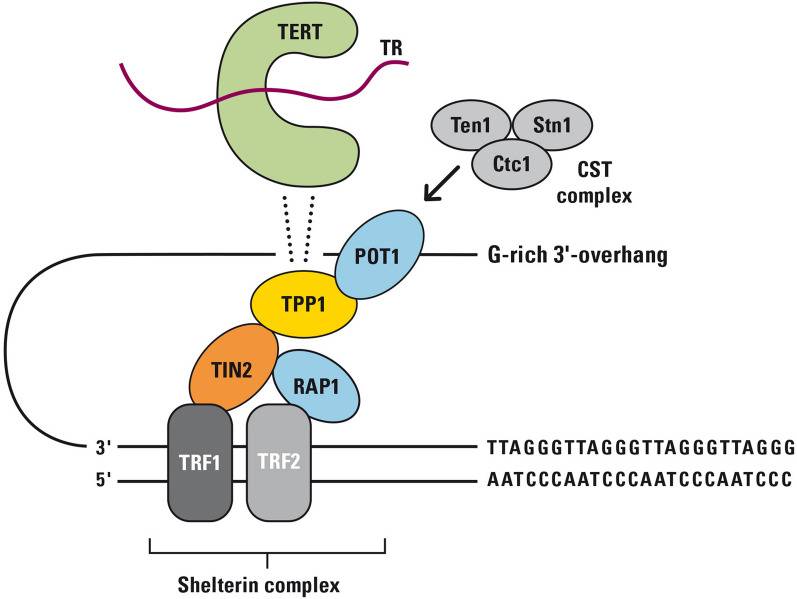 TERT
TR
Ten1
Stn1
Ctc1
CST
complex
POT1
G-rich 3'-overhang
TPP1
TIN2
RAP1
3'
TTAGGGTTAGGGTTAGGGTTAGGG
TRF1
TRF2
5'
AATCCCAATCCCAATCCCAATCCC
Shelterin complex